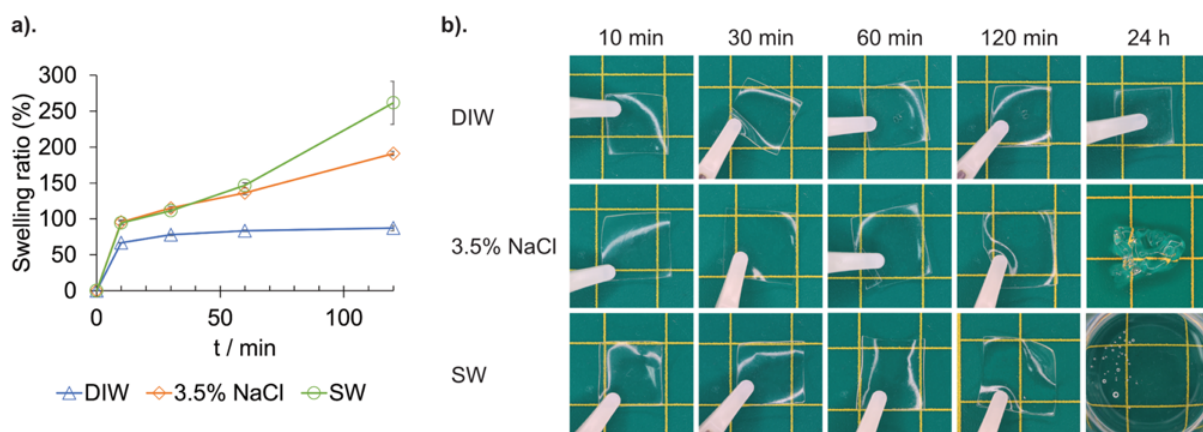 a).
Swelling ratio (%)
300
250
200
150
100
50
0
0
50
100
t / min
DIW
3.5% NaCl
SW
b).
10 min
30 min
60 min
120 min
24 h
DIW
3.5% NaCl
SW